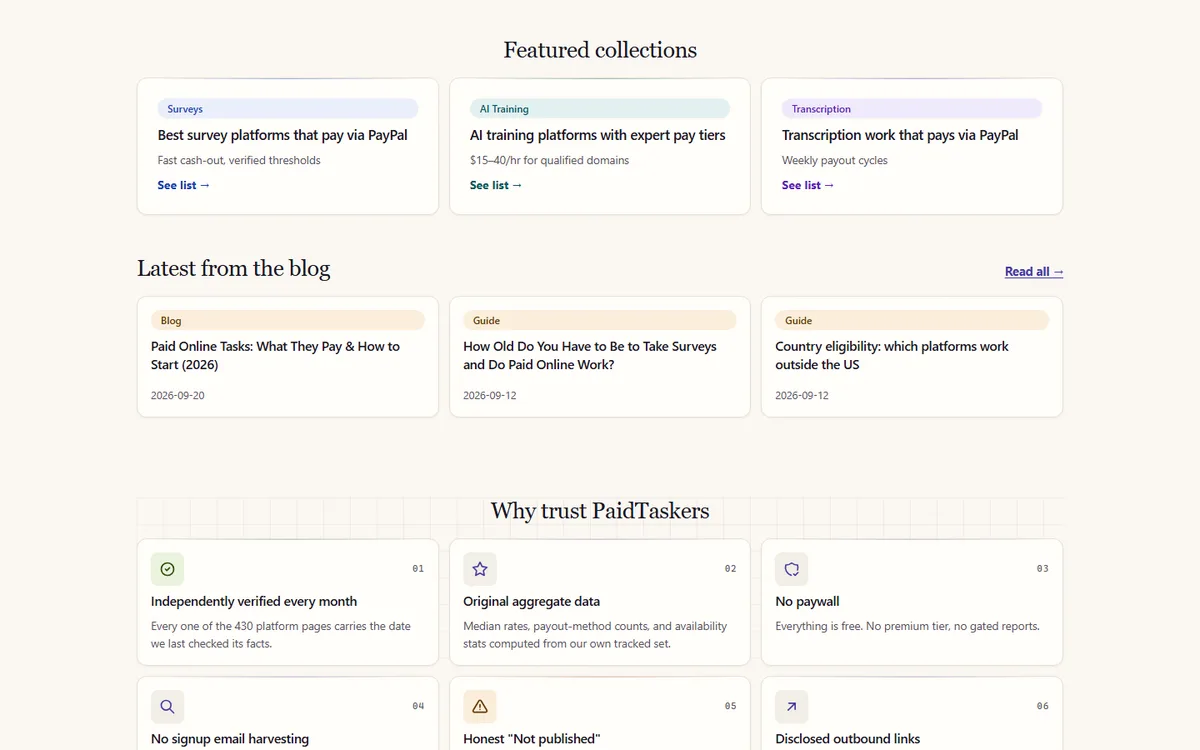 Featured collections
Surveys
Best survey platforms that pay via PayPal
Fast cash-out, verified thresholds
See list →
AI Training
AI training platforms with expert pay tiers
$15–40/hr for qualified domains
See list →
Transcription
Transcription work that pays via PayPal
Weekly payout cycles
See list →
Latest from the blog
Read all →
Blog
Paid Online Tasks: What They Pay & How to
Start (2026)
2026-09-20
Guide
How Old Do You Have to Be to Take Surveys
and Do Paid Online Work?
2026-09-12
Guide
Country eligibility: which platforms work
outside the US
2026-09-12
Why trust PaidTaskers
01
Independently verified every month
Every one of the 430 platform pages carries the date
we last checked its facts.
02
Original aggregate data
Median rates, payout-method counts, and availability
stats computed from our own tracked set.
03
No paywall
Everything is free. No premium tier, no gated reports.
04
No signup email harvesting
05
Honest "Not published"
06
Disclosed outbound links